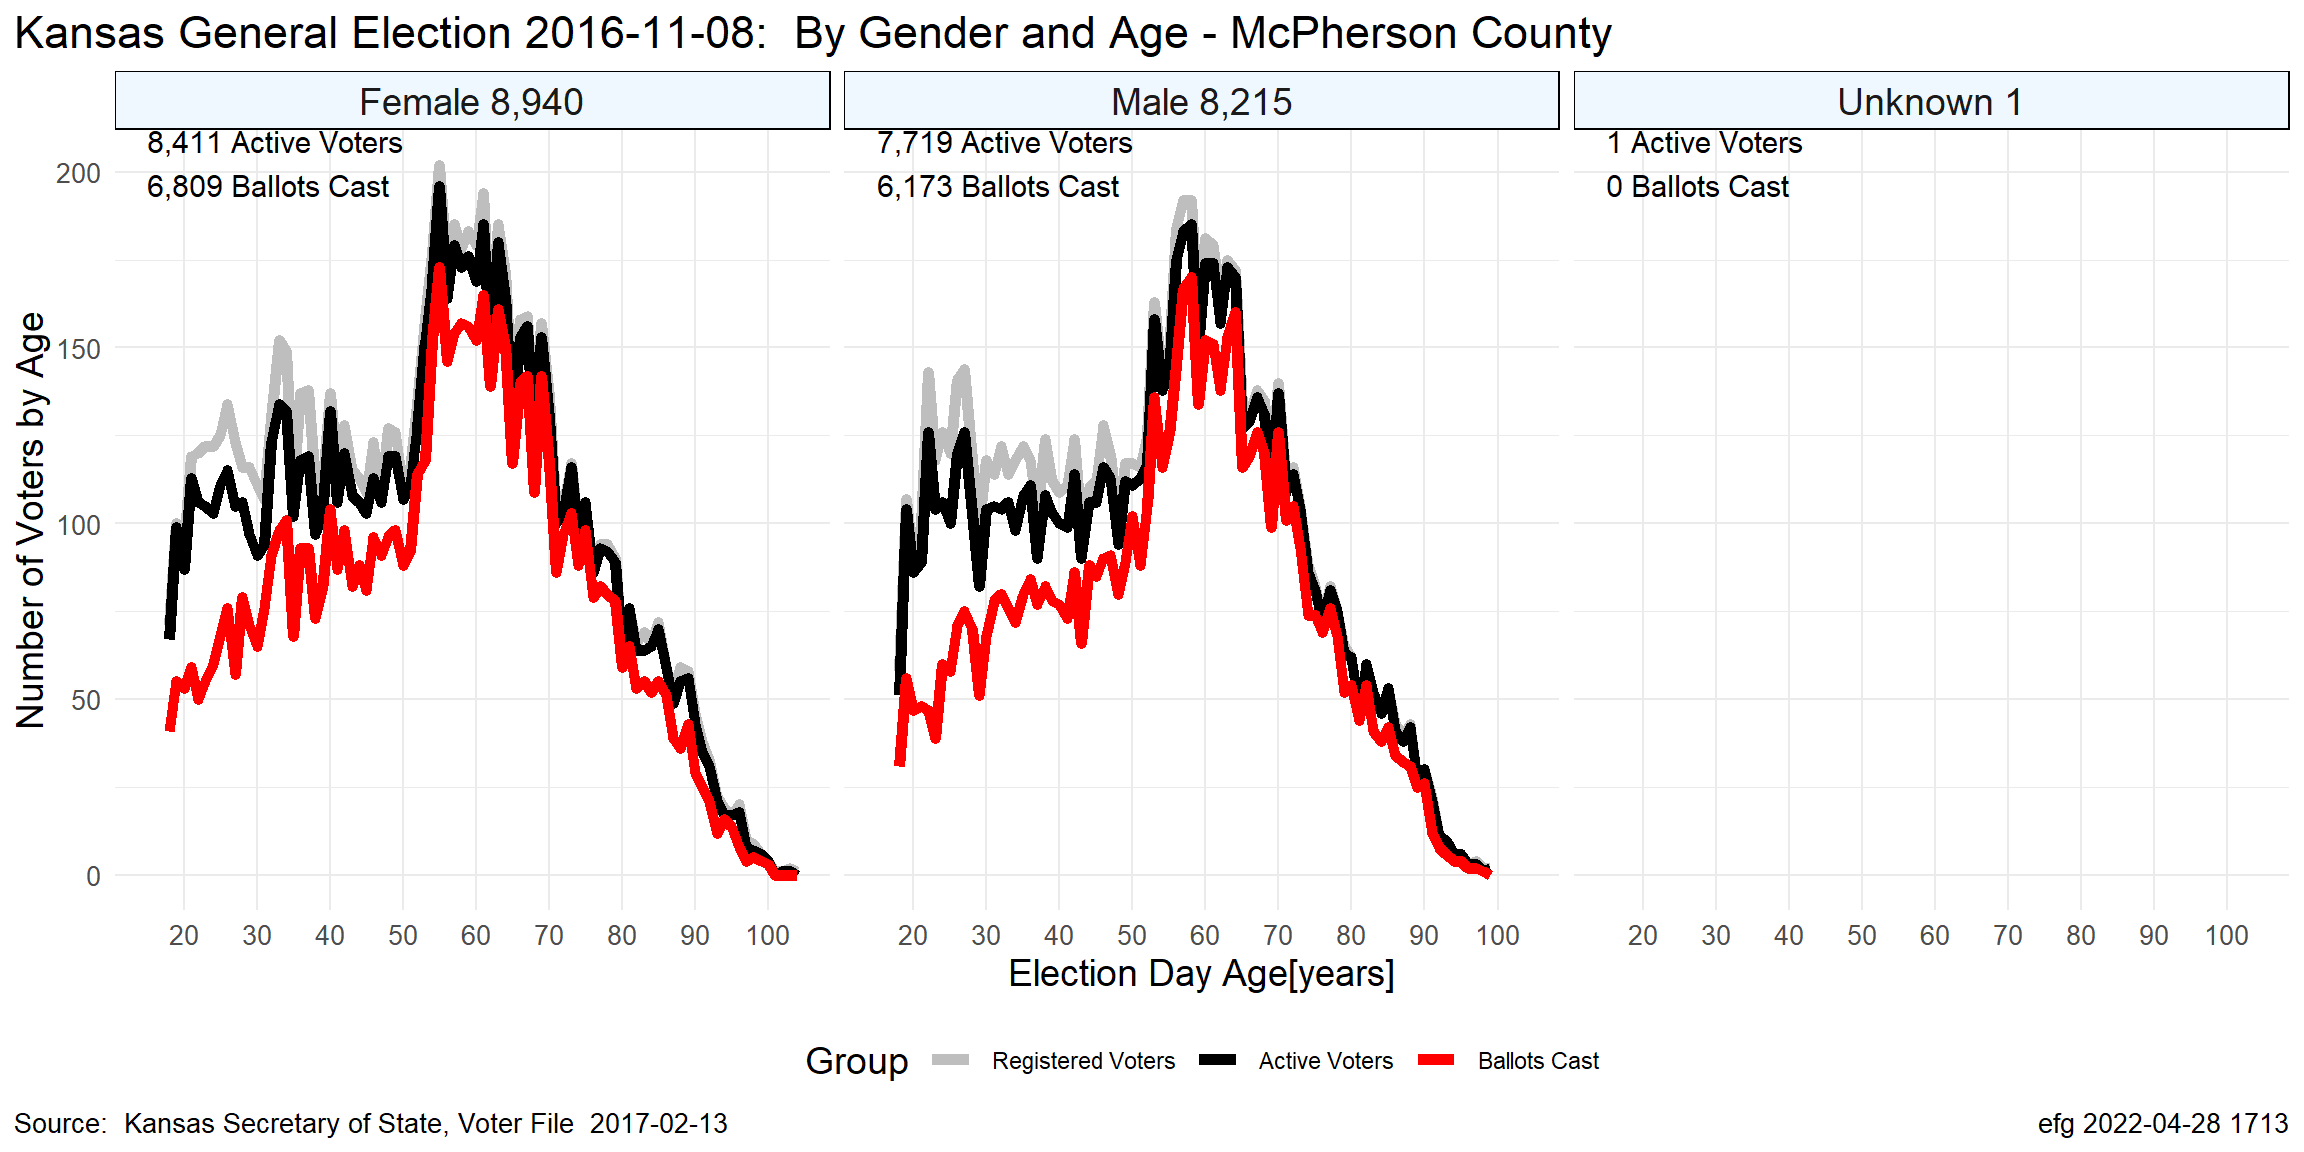 Kansas General Election 2016-11-08:  By Gender and Age - McPherson County
Female 8,940
Male 8,215
Unknown 1
8,411 Active Voters
6,809 Ballots Cast
7,719 Active Voters
6,173 Ballots Cast
1 Active Voters
0 Ballots Cast
Number of Voters by Age
200
150
100
50
0
20 30 40 50 60 70 80 90 100
20 30 40 50 60 70 80 90 100
20 30 40 50 60 70 80 90 100
Election Day Age[years]
Group Registered Voters Active Voters Ballots Cast
Source:  Kansas Secretary of State, Voter File  2017-02-13
efg 2022-04-28 1713